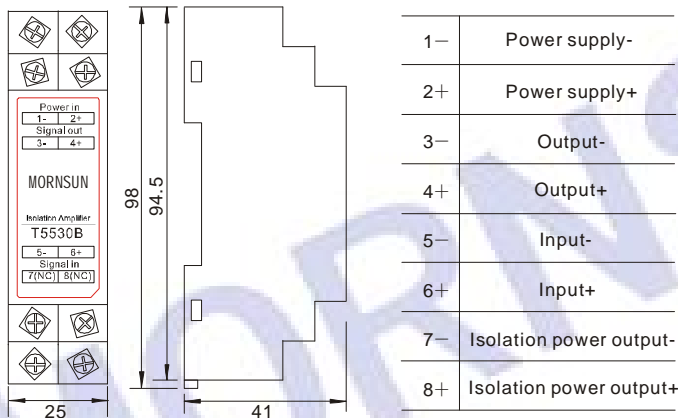 Power in
1- 2+
Signal out
3- 4+
MORNSUN
Isolation Amplifier
T5530B
5- 6+
Signal in
7(NC) 8(NC)
25
98
94.5
41
1− Power supply-
2+ Power supply+
3− Output-
4+ Output+
5− Input-
6+ Input+
7− Isolation power output-
8+ Isolation power output+
MORNS